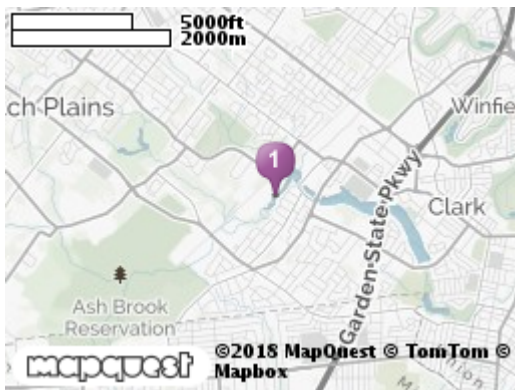 5000ft
2000m
ch Plains
Winfie
1
Garden State Pkwy
Clark
Ash Brook
Reservation
mapquest
©2018 MapQuest © TomTom ©
Mapbox